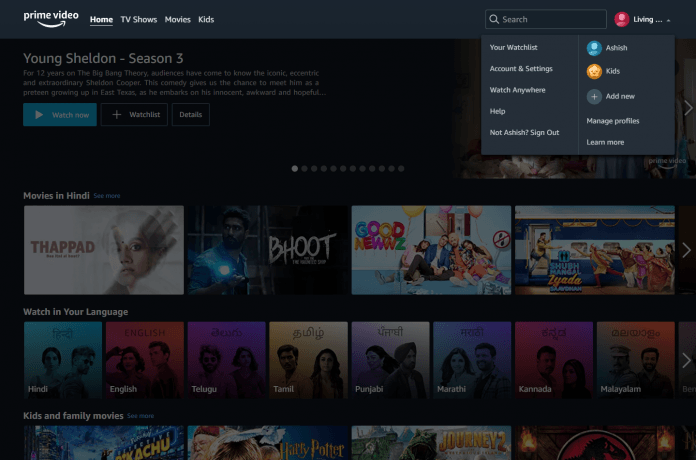 prime video
Home TV Shows Movies Kids
Search
Living ...
Your Watchlist
Account & Settings
Watch Anywhere
Help
Not Ashish? Sign Out
Ashish
Kids
Add new
Manage profiles
Learn more
Young Sheldon - Season 3
For 12 years on The Big Bang Theory, audiences have come to know the iconic, eccentric
and extraordinary Sheldon Cooper. This comedy gives us the chance to meet him as a
preteen growing up in East Texas, as he embarks on his innocent, awkward and hopeful...
Watch now
Watchlist
Details
prime video
Movies in Hindi See more
THAPPAD
BHOOT
GOOD
NEWWZ
SHUBH
MANGAL
ZYADA
SAAVDHAN
Watch in Your Language
हिन्दी ENGLISH తెలుగు தமிழ் ਪੰਜਾਬੀ मराठी ಕನ್ನಡ മലയാളം
Hindi English Telugu Tamil Punjabi Marathi Kannada Malayalam Ben
Kids and family movies See more
PIKACHU
Harry Potter
JOURNEY 2